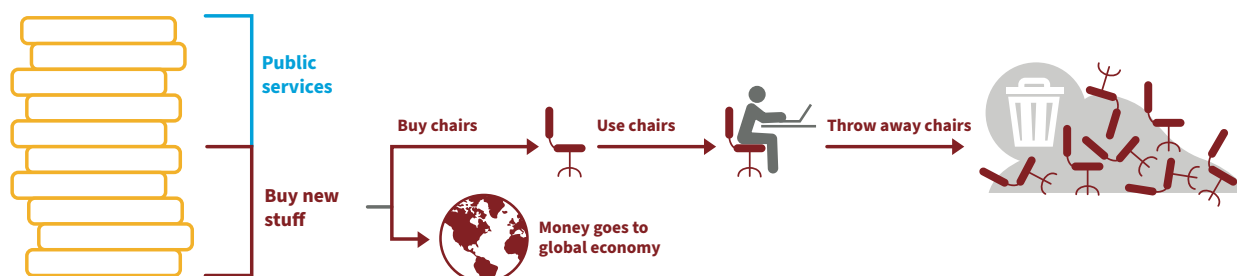 Public
services
Buy new
stuff
Buy chairs
Use chairs
Throw away chairs
Money goes to
global economy